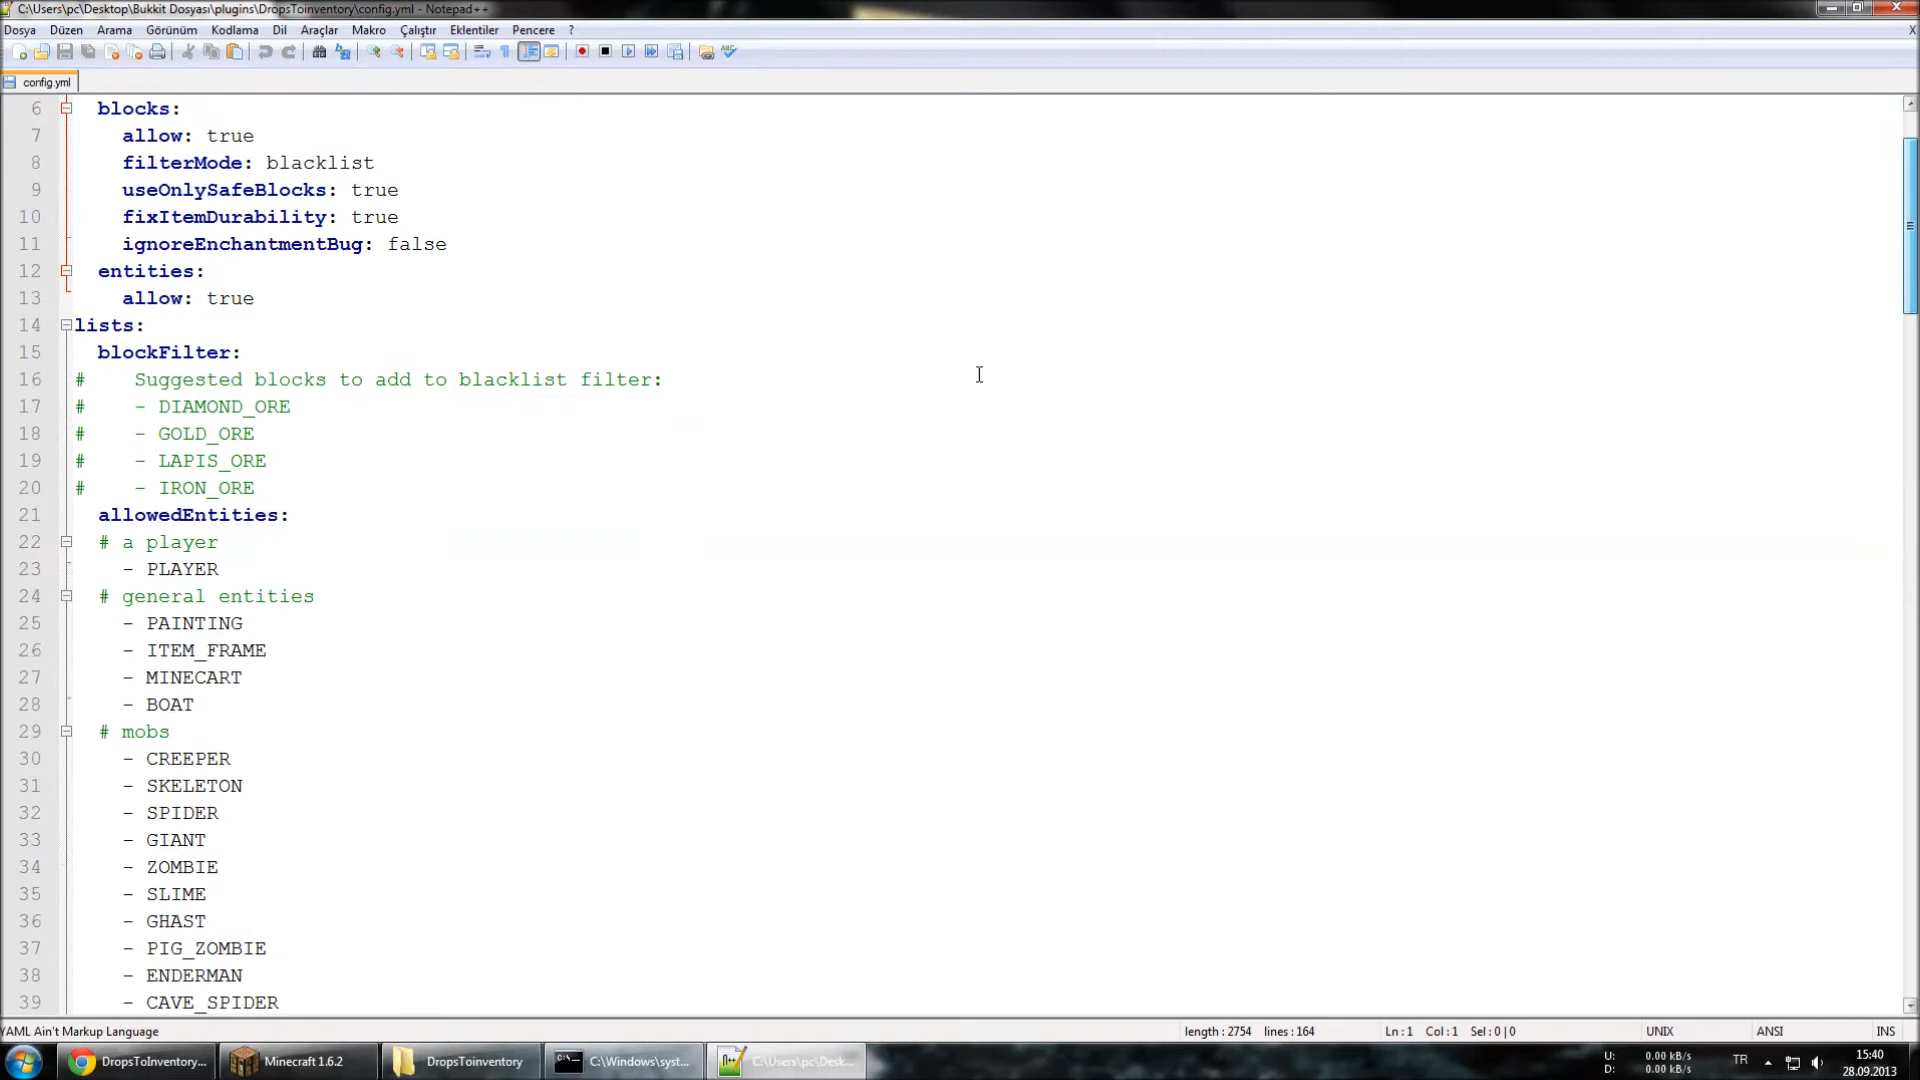 C:\Users\pc\Desktop\Bukkit Dosyası\plugins\DropsToinventory\config.yml - Notepad++
Dosya Düzen Arama Görünüm Kodlama Dil Araçlar Makro Çalıştır Eklentiler Pencere ? X
config.yml
6 blocks:
7 allow: true
8 filterMode: blacklist
9 useOnlySafeBlocks: true
10 fixItemDurability: true
11 ignoreEnchantmentBug: false
12 entities:
13 allow: true
14 lists:
15 blockFilter:
16 # Suggested blocks to add to blacklist filter:
17 # - DIAMOND_ORE
18 # - GOLD_ORE
19 # - LAPIS_ORE
20 # - IRON_ORE
21 allowedEntities:
22 # a player
23 - PLAYER
24 # general entities
25 - PAINTING
26 - ITEM_FRAME
27 - MINECART
28 - BOAT
29 # mobs
30 - CREEPER
31 - SKELETON
32 - SPIDER
33 - GIANT
34 - ZOMBIE
35 - SLIME
36 - GHAST
37 - PIG_ZOMBIE
38 - ENDERMAN
39 - CAVE_SPIDER
YAML Ain't Markup Language length : 2754 lines : 164 Ln : 1 Col : 1 Sel : 0 | 0 UNIX ANSI INS
DropsToInventory... Minecraft 1.6.2 DropsToinventory C:\Windows\syst... C:\Users\pc\Desk... U: 0.00 kB/s TR 15:40
D: 0.00 kB/s 28.09.2013